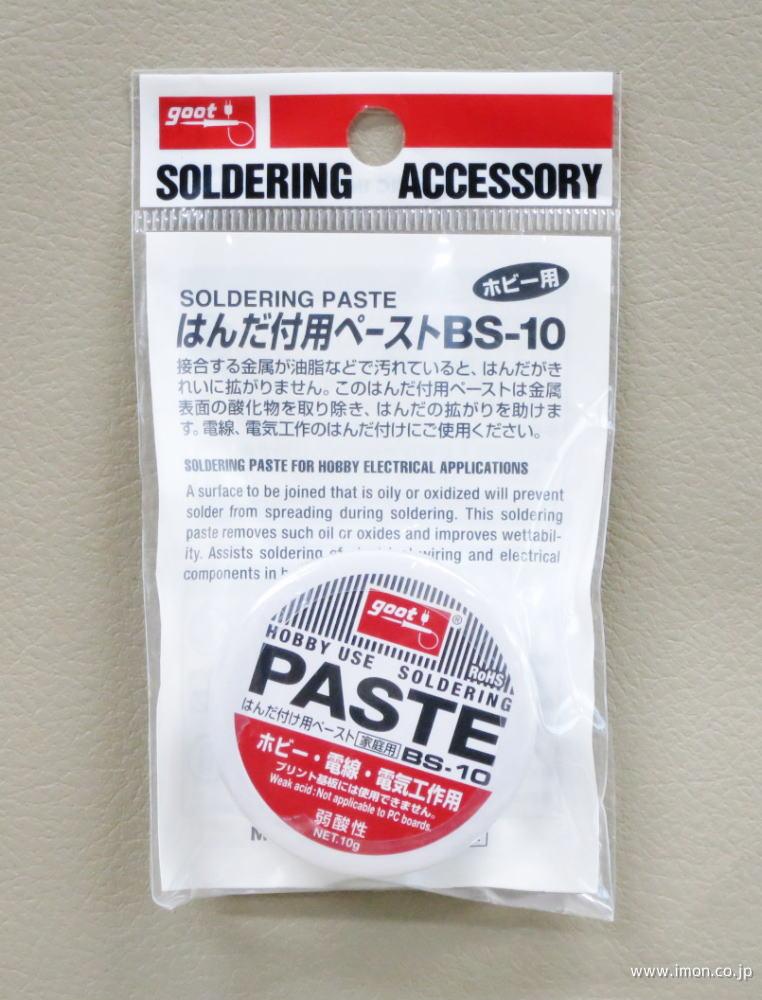 goot
SOLDERING ACCESSORY
ホビー用
SOLDERING PASTE
はんだ付用ペーストBS-10
接合する金属が油脂などで汚れていると、はんだがき
れいに拡がりません。このはんだ付用ペーストは金属
表面の酸化物を取り除き、はんだの拡がりを助けま
す。電線、電気工作のはんだ付けにご使用ください。
SOLDERING PASTE FOR HOBBY ELECTRICAL APPLICATIONS
A surface to be joined that is oily or oxidized will prevent
solder from spreading during soldering. This soldering
paste removes such oil or oxides and improves wettabil-
ity. Assists soldering wiring and electrical
components in
goot ®
HOBBY USE SOLDERING
RoHS
PASTE
はんだ付け用ペースト 家庭用 BS-10
ホビー・電線・電気工作用
プリント基板には使用できません。
Weak acid: Not applicable to PC boards.
弱酸性
NET.10g
www.imon.co.jp